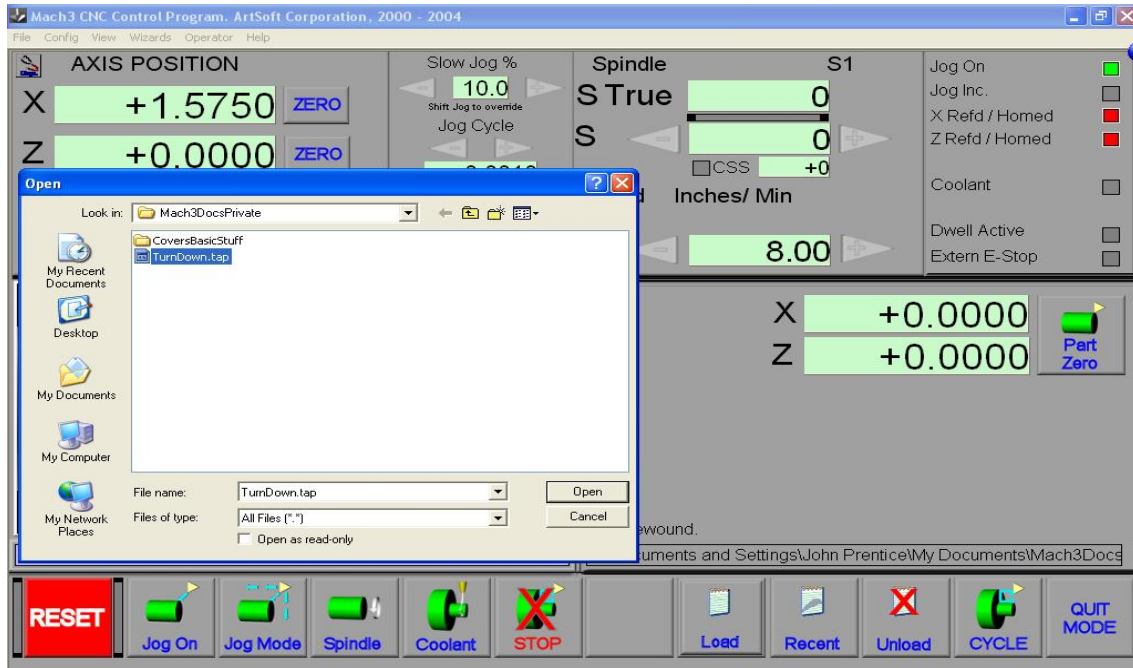 Mach3 CNC Control Program. ArtSoft Corporation, 2000 - 2004
File Config View Wizards Operator Help
AXIS POSITION
X +1.5750 ZERO
Z +0.0000 ZERO
Slow Jog %
10.0
Shift Jog to override
Jog Cycle
Spindle S1
S True 0
S 0
CSS +0
Inches/ Min
8.00
Jog On
Jog Inc.
X Refd / Homed
Z Refd / Homed
Coolant
Dwell Active
Extern E-Stop
Open
Look in: Mach3DocsPrivate
CoversBasicStuff
TurnDown.tap
My Recent
Documents
Desktop
My Documents
My Computer
My Network
Places
File name: TurnDown.tap Open
Files of type: All Files (*.*) Cancel
Open as read-only
X +0.0000
Z +0.0000
Part
Zero
ewound.
uments and Settings\John Prentice\My Documents\Mach3Docs
RESET
Jog On
Jog Mode
Spindle
Coolant
STOP
Load
Recent
Unload
CYCLE
QUIT
MODE